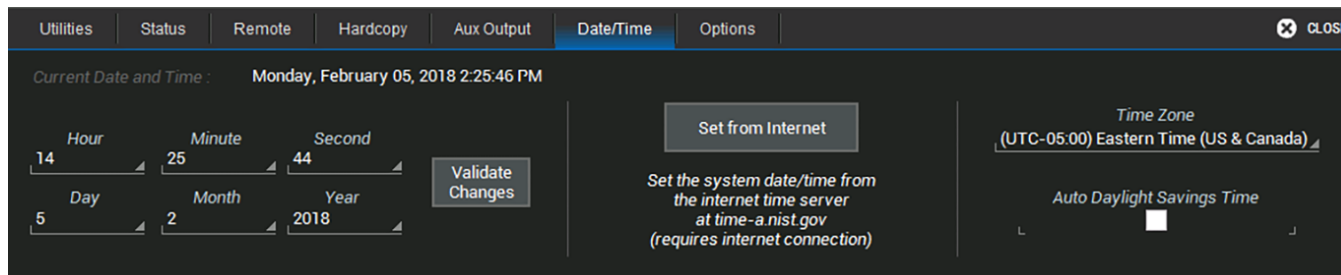 Utilities Status Remote Hardcopy Aux Output Date/Time Options CLOS
Current Date and Time : Monday, February 05, 2018 2:25:46 PM
Hour Minute Second
14 25 44
Day Month Year
5 2 2018
Validate
Changes
Set from Internet
Set the system date/time from
the internet time server
at time-a.nist.gov
(requires internet connection)
Time Zone
(UTC-05:00) Eastern Time (US & Canada)
Auto Daylight Savings Time